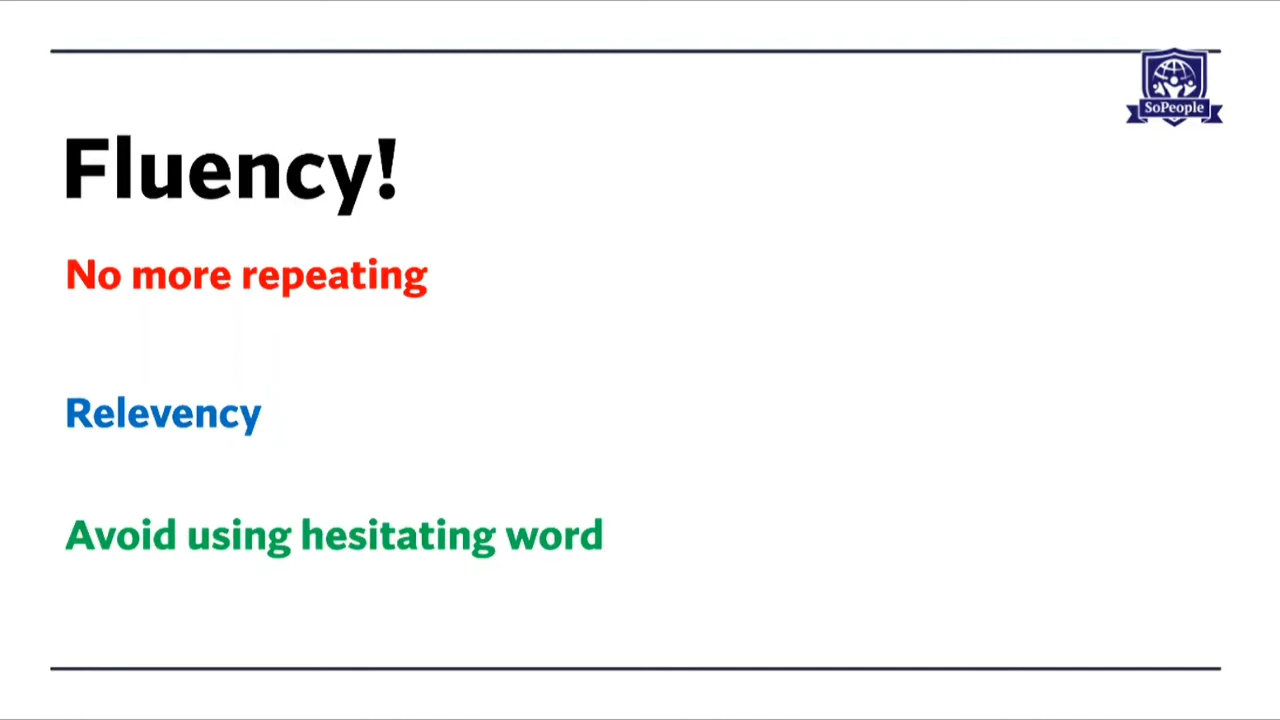 SoPeople
Fluency!
No more repeating
Relevency
Avoid using hesitating word